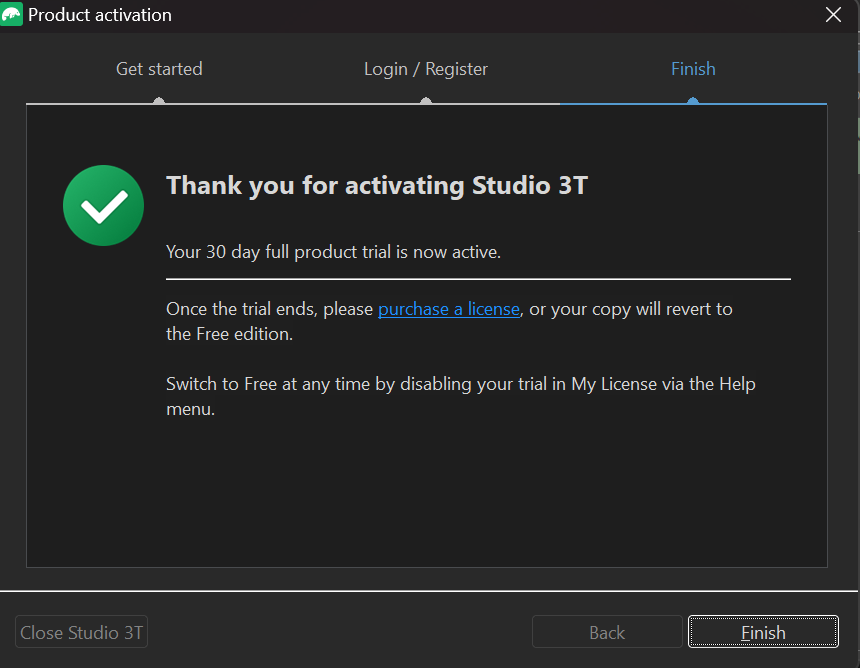 Product activation
Get started
Login / Register
Finish
Thank you for activating Studio 3T
Your 30 day full product trial is now active.
Once the trial ends, please purchase a license, or your copy will revert to
the Free edition.
Switch to Free at any time by disabling your trial in My License via the Help
menu.
Close Studio 3T
Back
Finish